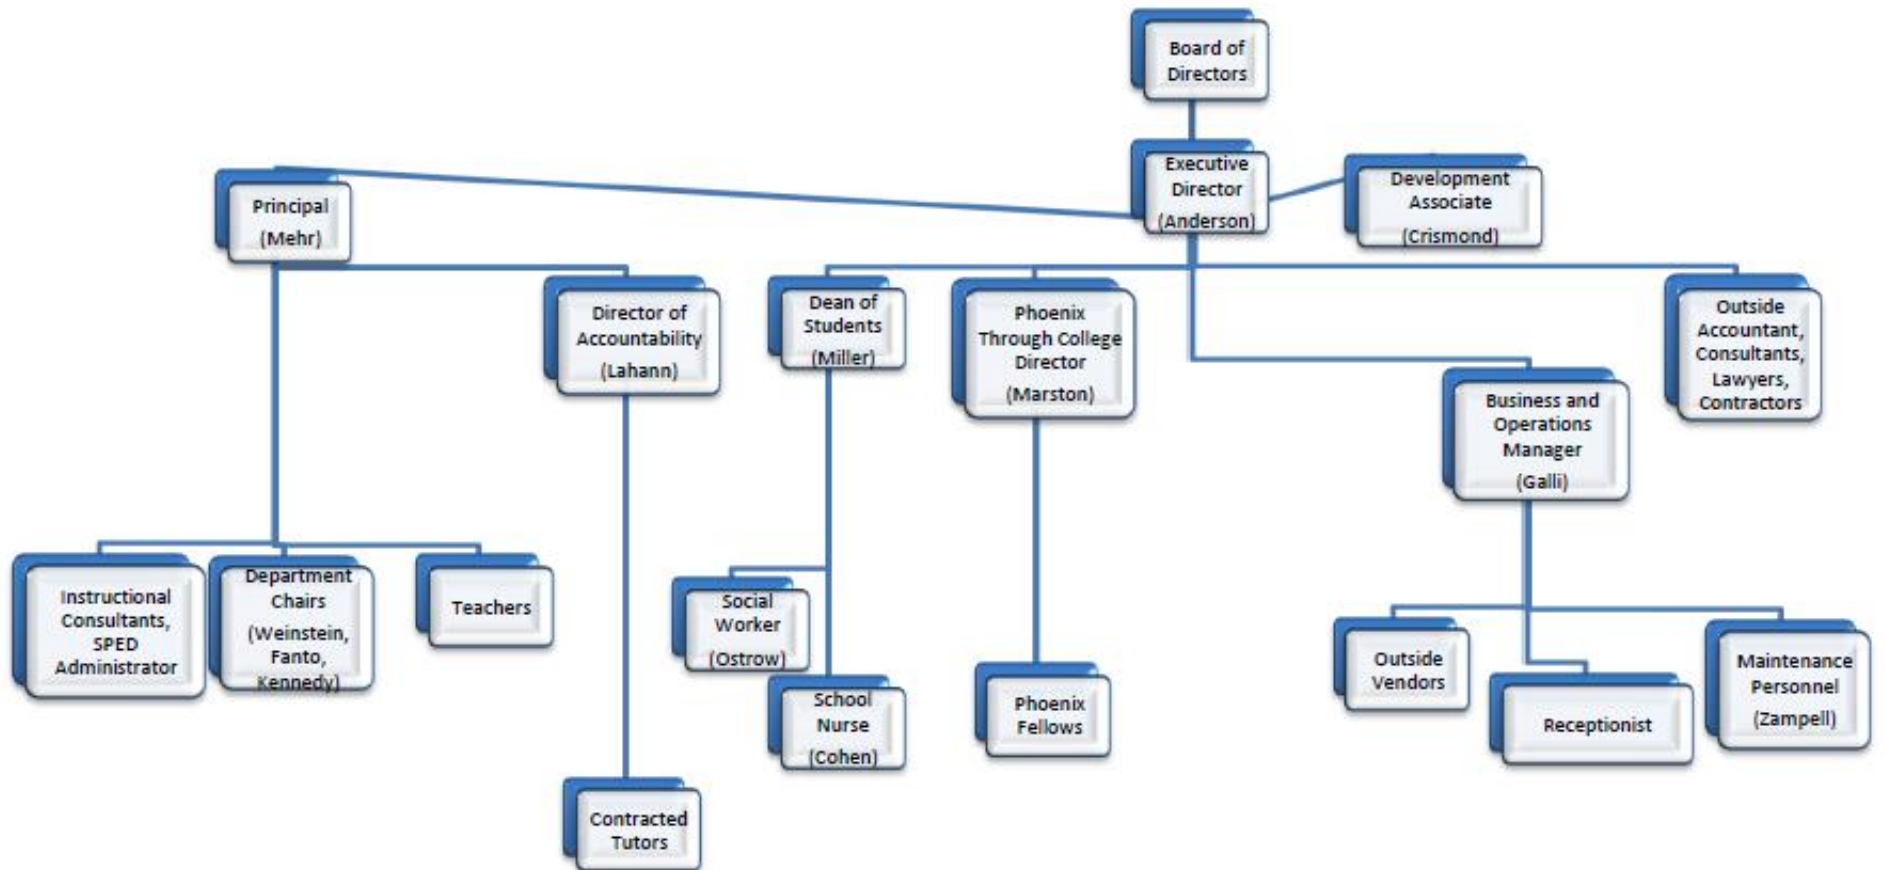 Board of
Directors
Executive
Director
(Anderson)
Development
Associate
(Crismond)
Principal
(Mehr)
Director of
Accountability
(Lahann)
Dean of
Students
(Miller)
Phoenix
Through College
Director
(Marston)
Outside
Accountant,
Consultants,
Lawyers,
Contractors
Business and
Operations
Manager
(Galli)
Instructional
Consultants,
SPED
Administrator
Department
Chairs
(Weinstein,
Fanto,
Kennedy)
Teachers
Social
Worker
(Ostrow)
School
Nurse
(Cohen)
Phoenix
Fellows
Outside
Vendors
Receptionist
Maintenance
Personnel
(Zampell)
Contracted
Tutors